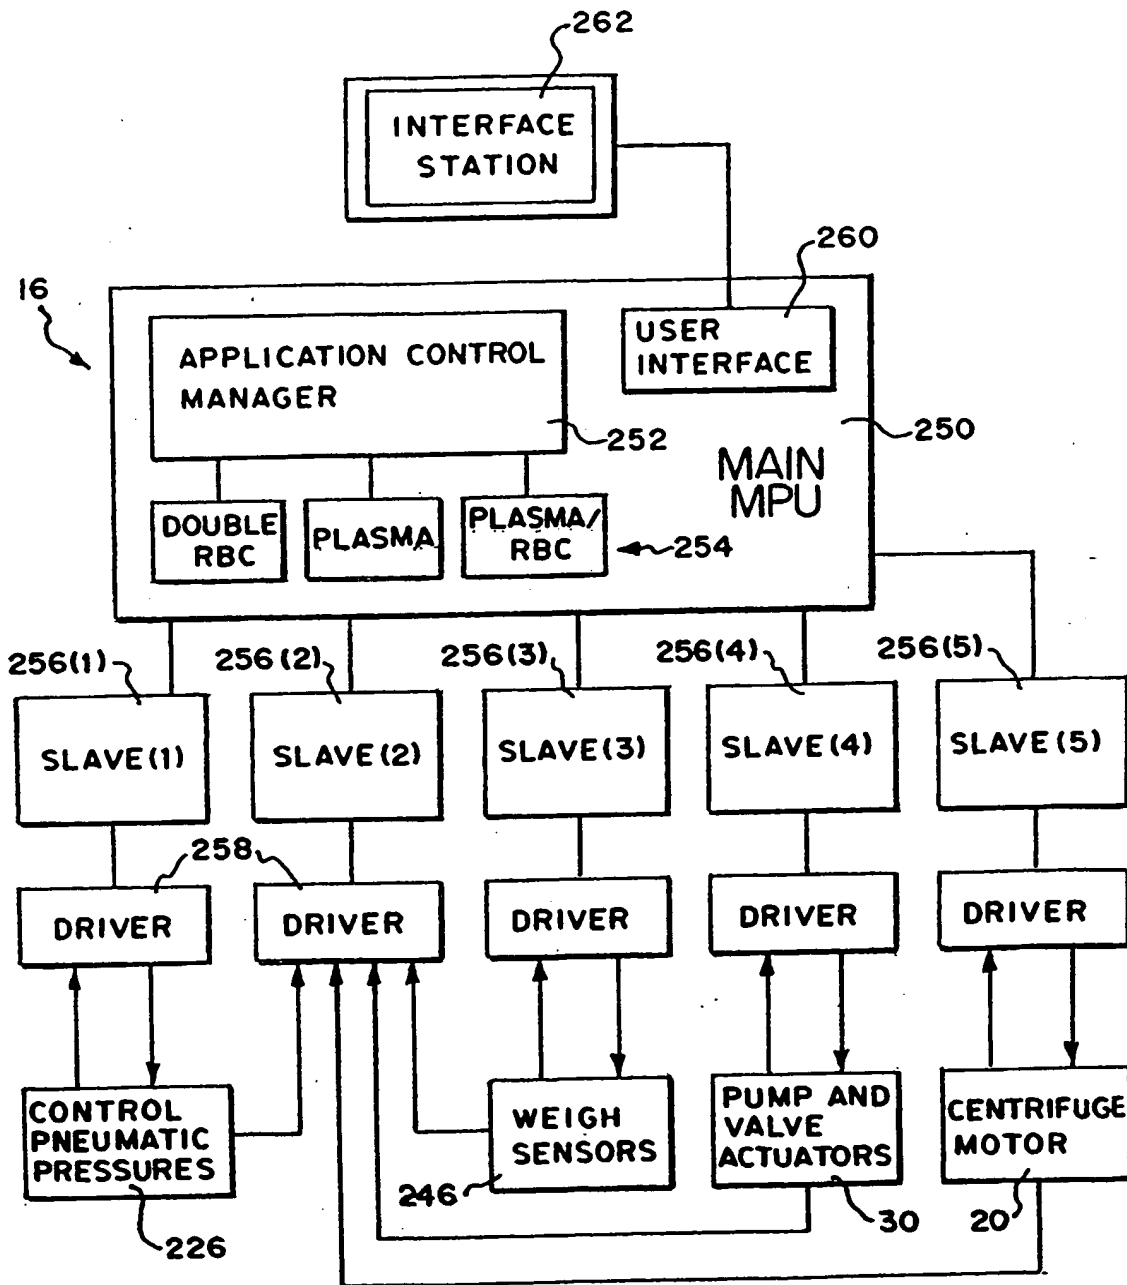 262
INTERFACE
STATION
260
16
APPLICATION CONTROL
MANAGER
USER
INTERFACE
252
250
MAIN
MPU
DOUBLE
RBC
PLASMA
PLASMA/
RBC
254
256(1)
256(2)
256(3)
256(4)
256(5)
SLAVE(1)
SLAVE(2)
SLAVE(3)
SLAVE(4)
SLAVE(5)
258
DRIVER
DRIVER
DRIVER
DRIVER
DRIVER
CONTROL
PNEUMATIC
PRESSURES
WEIGH
SENSORS
PUMP AND
VALVE
ACTUATORS
CENTRIFUGE
MOTOR
226
246
30
20